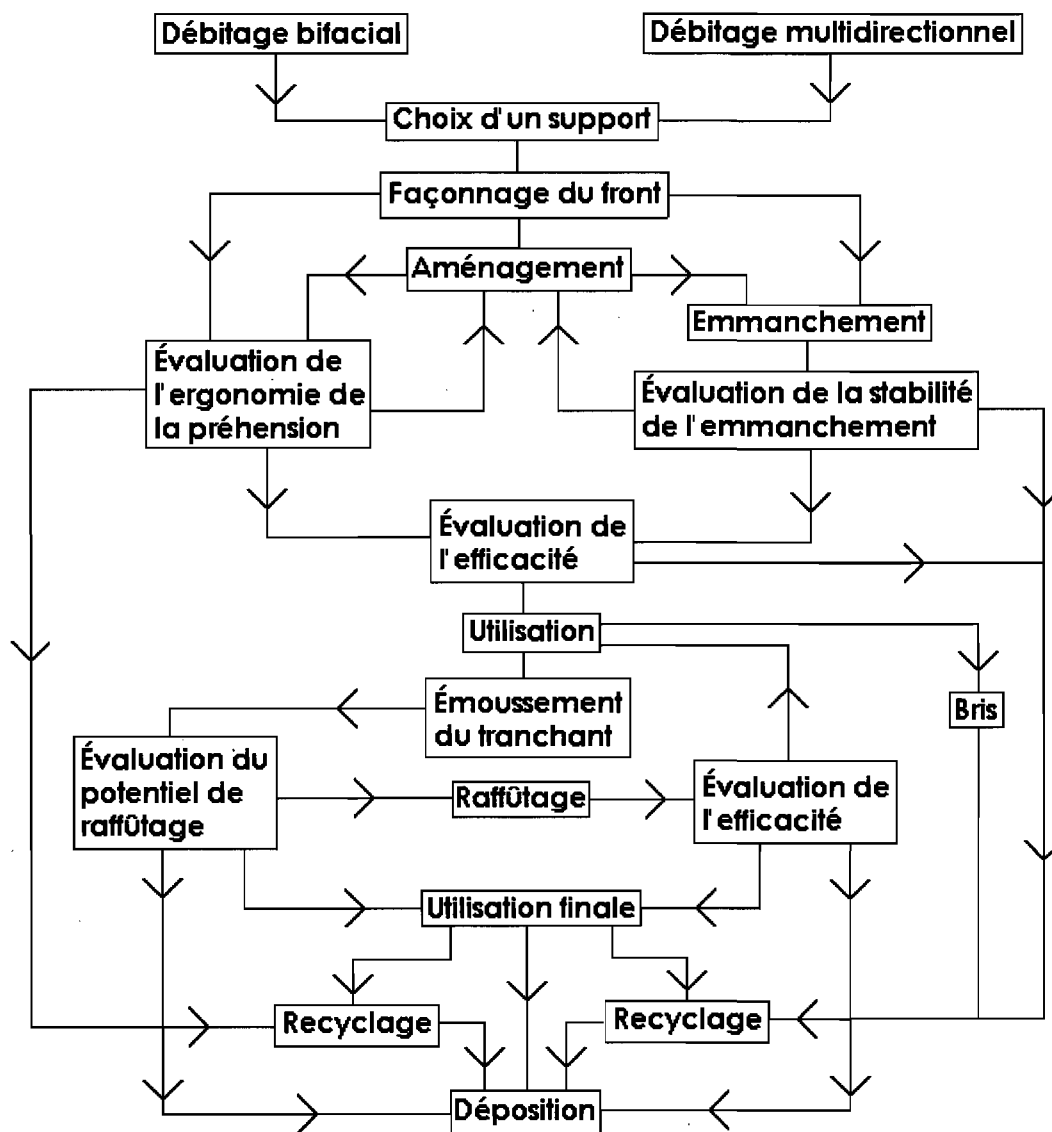 Débitage bifacial
Débitage multidirectionnel
Choix d'un support
Façonnage du front
Aménagement
Emmanchement
Évaluation de
l'ergonomie de
la préhension
Évaluation de la stabilité
de l'emmanchement
Évaluation de
l'efficacité
Utilisation
Émoussement
du tranchant
Bris
Évaluation du
potentiel de
raffûtage
Raffûtage
Évaluation de
l'efficacité
Utilisation finale
Recyclage
Recyclage
Déposition